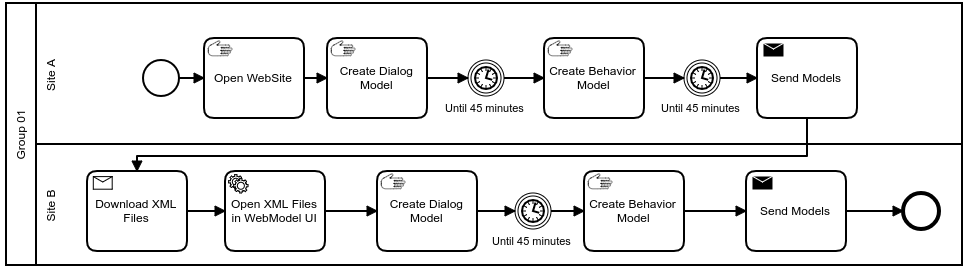 Group 01
Site A
Open WebSite
Create Dialog
Model
Until 45 minutes
Create Behavior
Model
Until 45 minutes
Send Models
Site B
Download XML
Files
Open XML Files
in WebModel UI
Create Dialog
Model
Until 45 minutes
Create Behavior
Model
Send Models